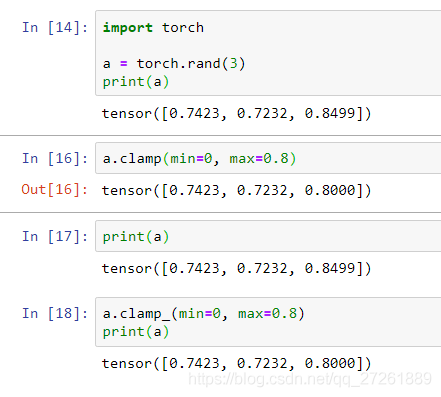 In [14]: import torch
a = torch.rand(3)
print(a)
tensor([0.7423, 0.7232, 0.8499])
In [16]: a.clamp(min=0, max=0.8)
Out[16]: tensor([0.7423, 0.7232, 0.8000])
In [17]: print(a)
tensor([0.7423, 0.7232, 0.8499])
In [18]: a.clamp_(min=0, max=0.8)
print(a)
tensor([0.7423, 0.7232, 0.8000])
https://blog.csdn.net/qq_27261889